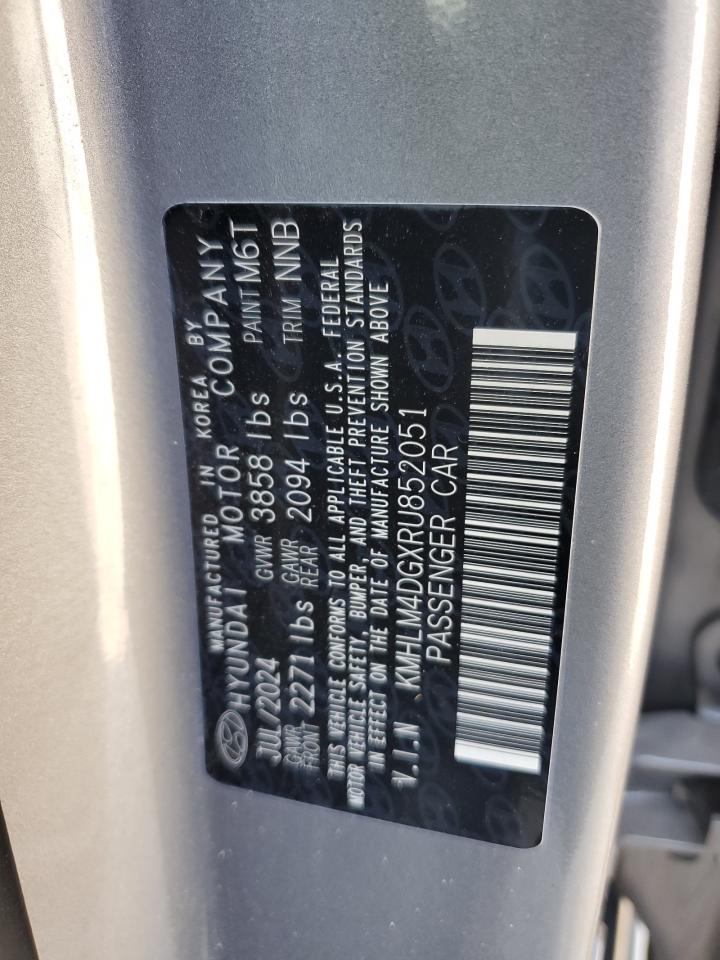 MANUFACTURED IN KOREA BY
HYUNDAI MOTOR COMPANY
JUL/2024 GVWR 3858 lbs PAINT M6T
GAWR FRONT 2271 lbs GAWR REAR 2094 lbs TRIM NNB
THIS VEHICLE CONFORMS TO ALL APPLICABLE U.S.A. FEDERAL
MOTOR VEHICLE SAFETY, BUMPER, AND THEFT PREVENTION STANDARDS
IN EFFECT ON THE DATE OF MANUFACTURE SHOWN ABOVE
V.I.N KMHLM4DGXRU852051
PASSENGER CAR